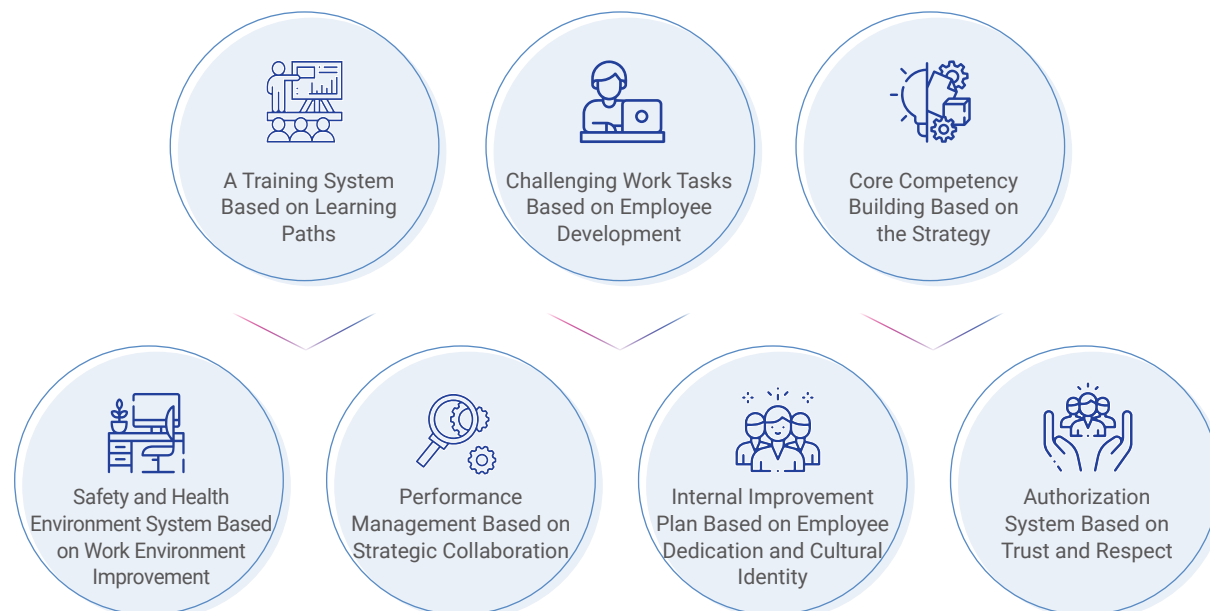 A Training System
Based on Learning
Paths
Challenging Work Tasks
Based on Employee
Development
Core Competency
Building Based on
the Strategy
Safety and Health
Environment System Based
on Work Environment
Improvement
Performance
Management Based on
Strategic Collaboration
Internal Improvement
Plan Based on Employee
Dedication and Cultural
Identity
Authorization
System Based on
Trust and Respect